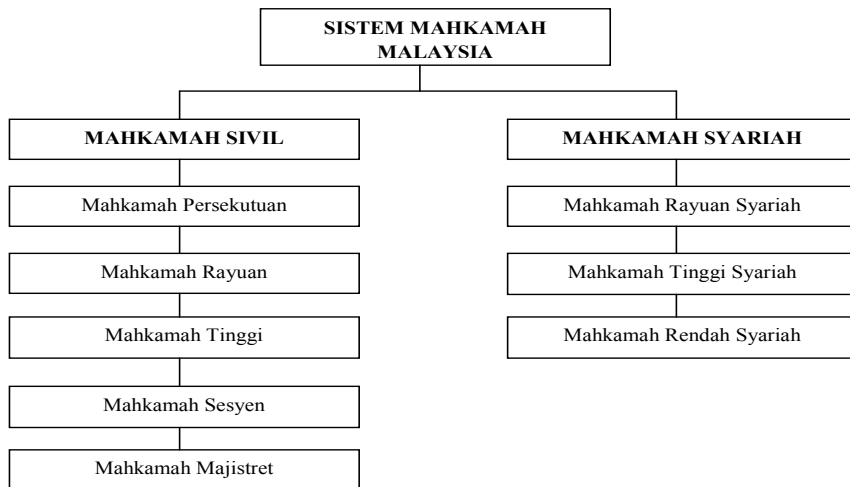 SISTEM MAHKAMAH
MALAYSIA
MAHKAMAH SIVIL
Mahkamah Persekutuan
Mahkamah Rayuan
Mahkamah Tinggi
Mahkamah Sesyen
Mahkamah Majistret
MAHKAMAH SYARIAH
Mahkamah Rayuan Syariah
Mahkamah Tinggi Syariah
Mahkamah Rendah Syariah